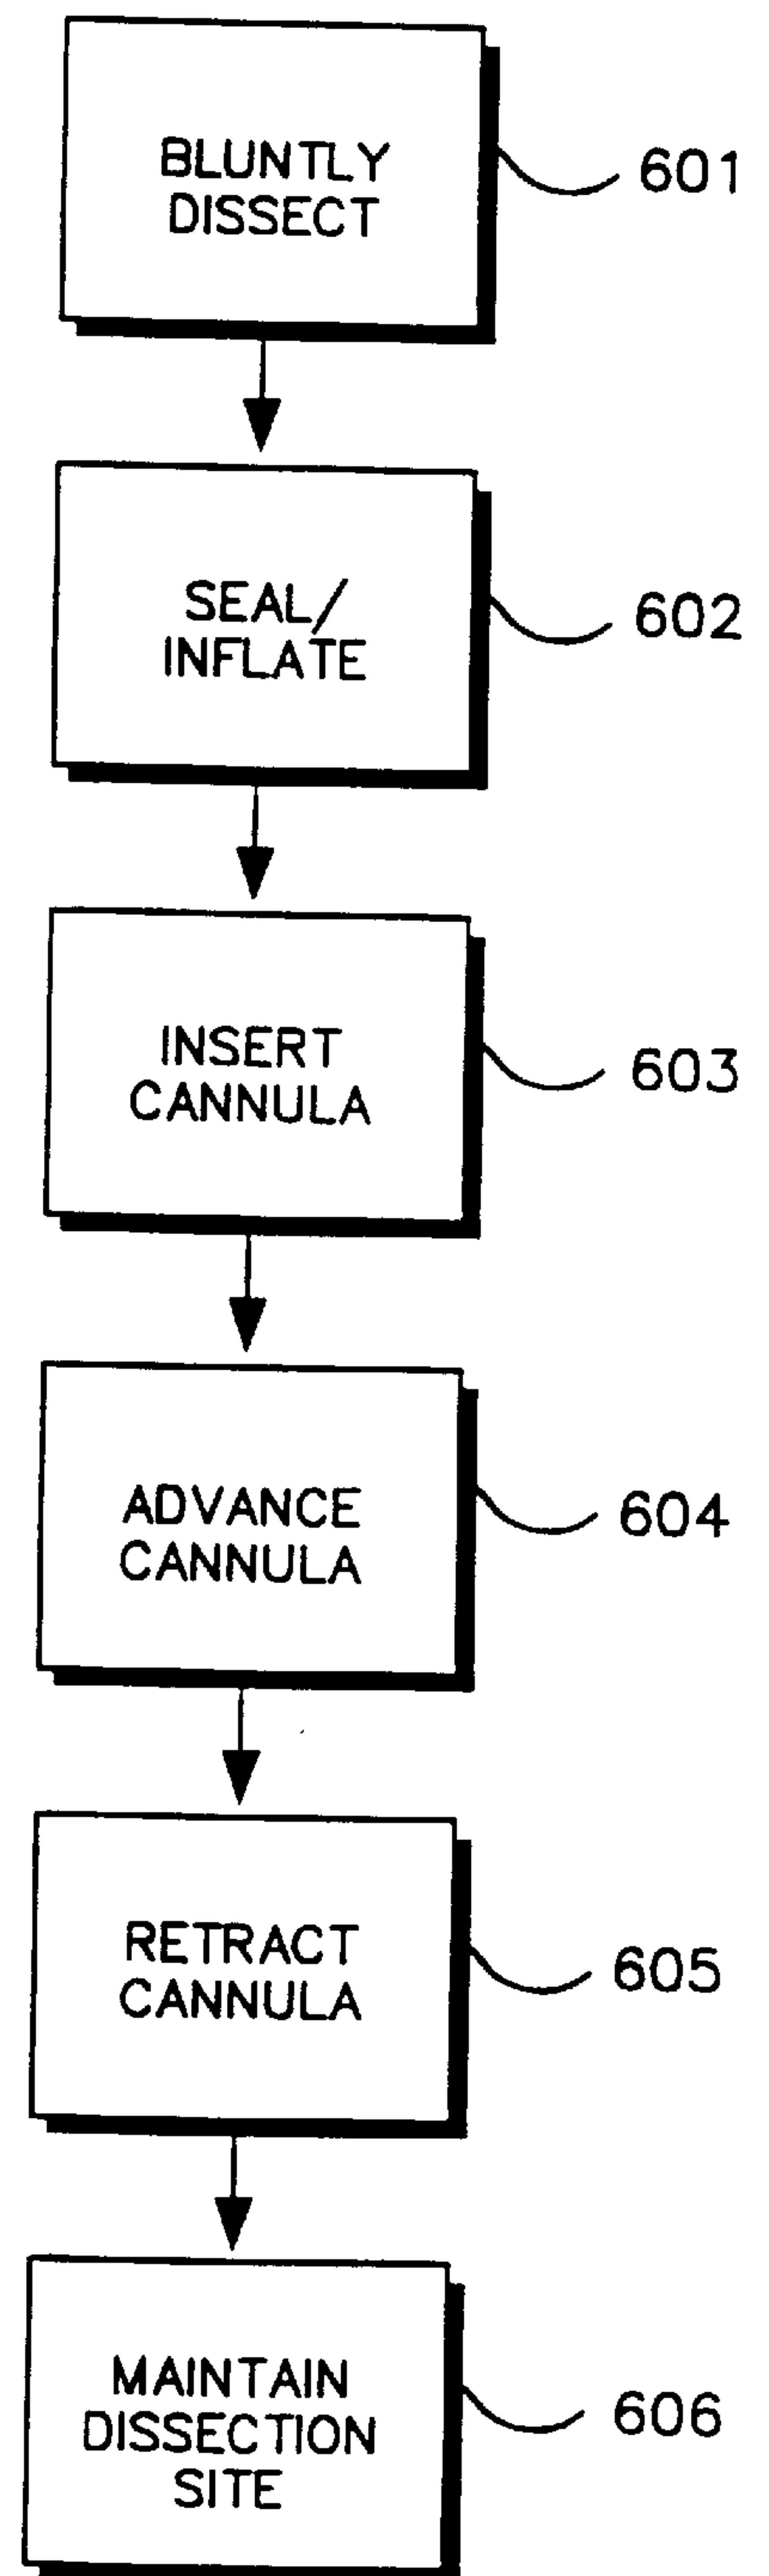 BLUNTLY
DISSECT
601
SEAL/
INFLATE
602
INSERT
CANNULA
603
ADVANCE
CANNULA
604
RETRACT
CANNULA
605
MAINTAIN
DISSECTION
SITE
606